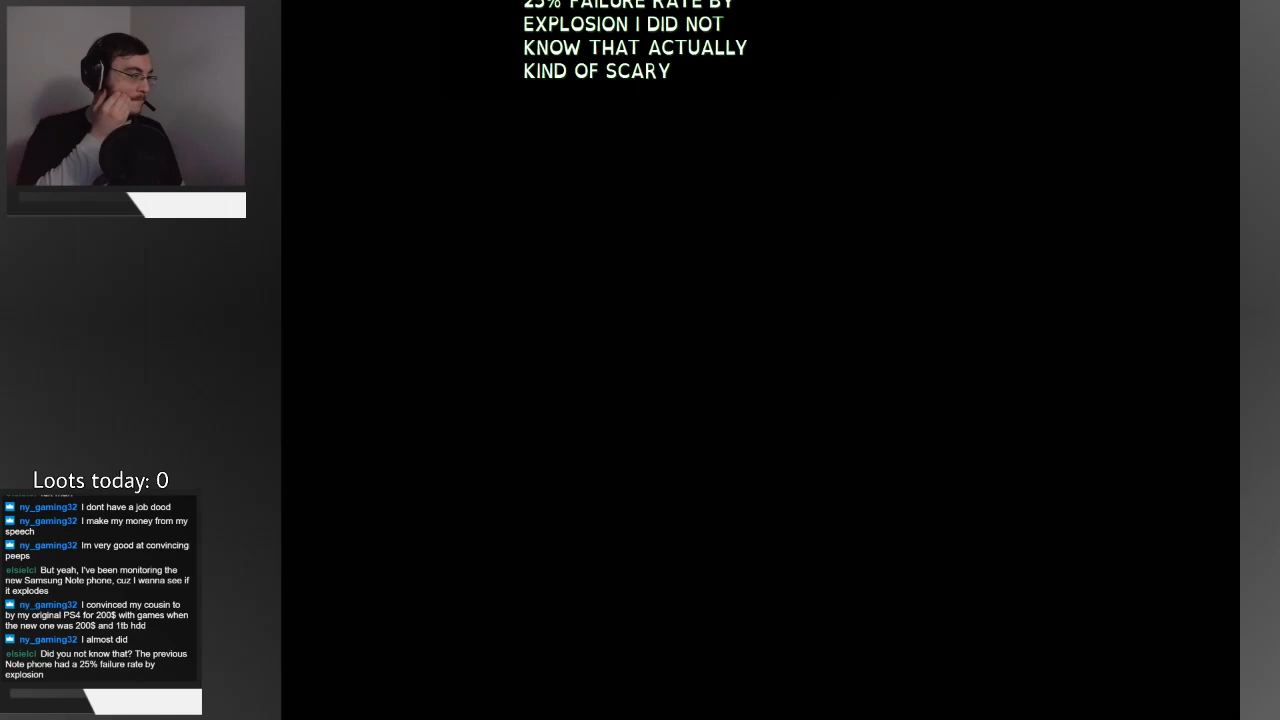 25% FAILURE RATE BY
EXPLOSION I DID NOT
KNOW THAT ACTUALLY
KIND OF SCARY
Loots today: 0
ny_gaming32 I dont have a job dood
ny_gaming32 I make my money from my
speech
ny_gaming32 Im very good at convincing
peeps
elsielcl But yeah, I've been monitoring the
new Samsung Note phone, cuz I wanna see if
it explodes
ny_gaming32 I convinced my cousin to
by my original PS4 for 200$ with games when
the new one was 200$ and 1tb hdd
ny_gaming32 I almost did
elsielcl Did you not know that? The previous
Note phone had a 25% failure rate by
explosion